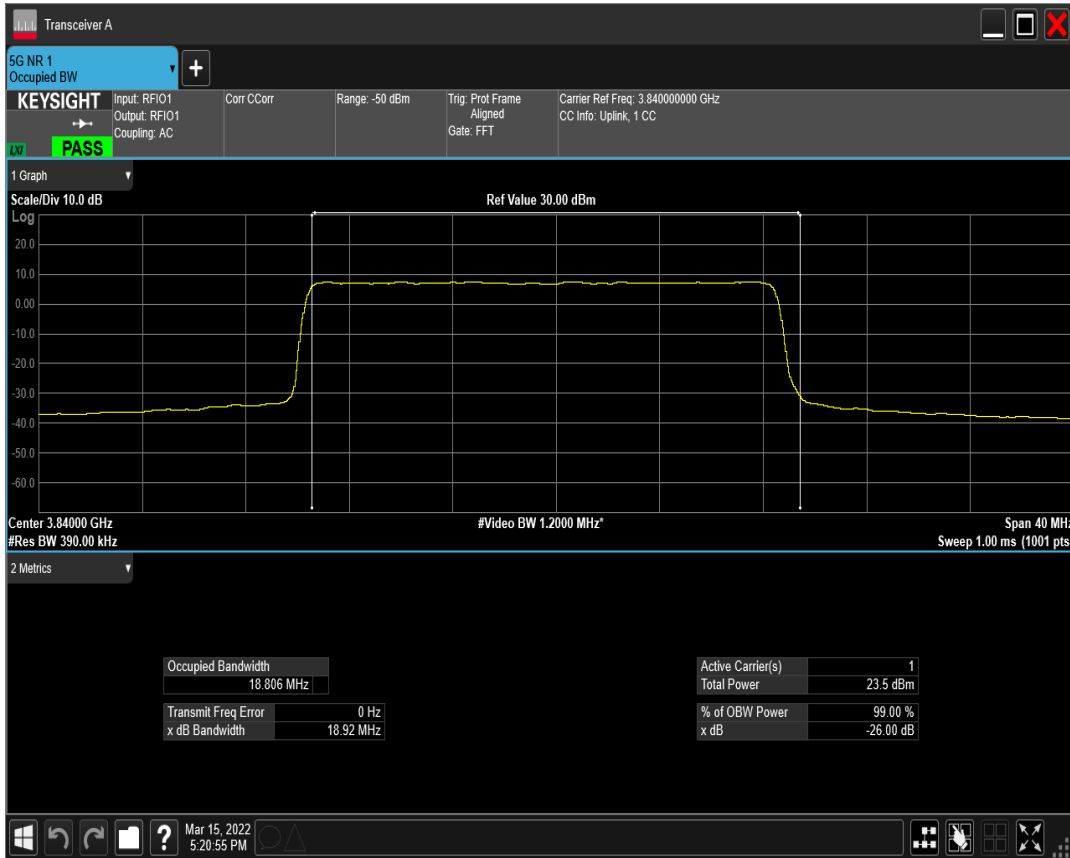 Transceiver A
5G NR 1
Occupied BW
KEYSIGHT
LXI
PASS
Input: RFIO1
Output: RFIO1
Coupling: AC
Corr CCorr
Range: -50 dBm
Trig: Prot Frame
Aligned
Gate: FFT
Carrier Ref Freq: 3.840000000 GHz
CC Info: Uplink, 1 CC
1 Graph
Scale/Div 10.0 dB
Ref Value 30.00 dBm
Log
20.0
10.0
0.00
-10.0
-20.0
-30.0
-40.0
-50.0
-60.0
Center 3.84000 GHz
#Video BW 1.2000 MHz*
Span 40 MHz
#Res BW 390.00 kHz
Sweep 1.00 ms (1001 pts
2 Metrics
Occupied Bandwidth
18.806 MHz
Transmit Freq Error 0 Hz
x dB Bandwidth 18.92 MHz
Active Carrier(s) 1
Total Power 23.5 dBm
% of OBW Power 99.00 %
x dB -26.00 dB
?
Mar 15, 2022
5:20:55 PM